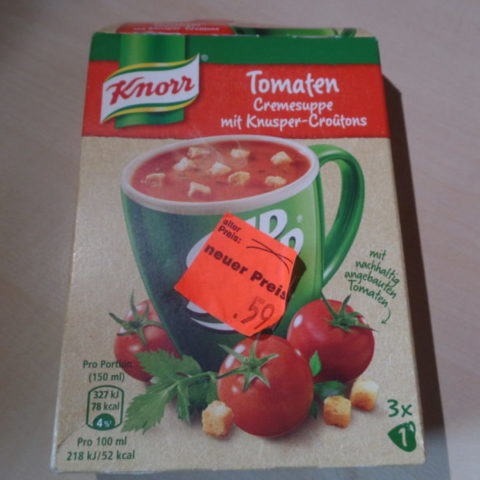 Knorr
Tomaten
Cremesuppe
mit Knusper-Croûtons
alter
Preis:
neuer Preis
.59
mit
nachhaltig
angebauten
Tomaten
Pro Portion
(150 ml)
327 kJ
78 kcal
4%
Pro 100 ml
218 kJ/52 kcal
3x
1